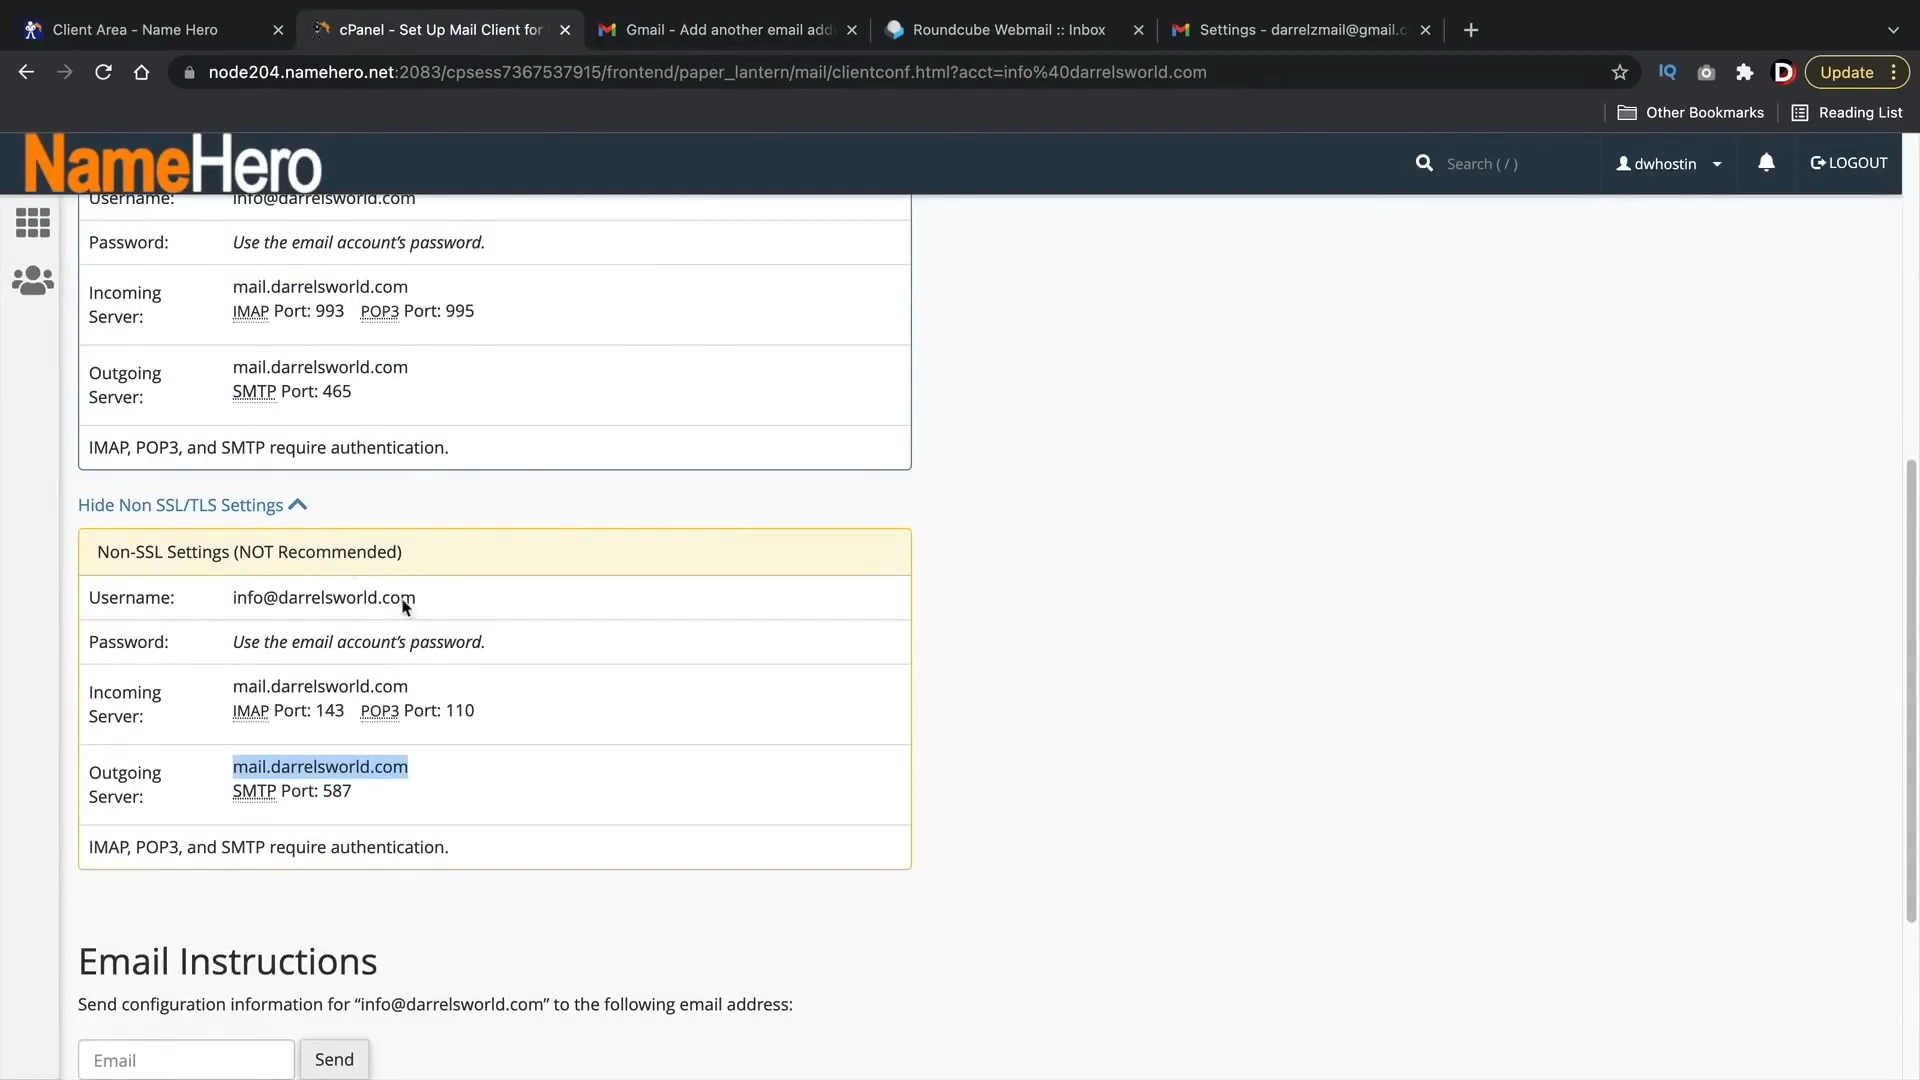 Client Area - Name Hero
cPanel - Set Up Mail Client for
Gmail - Add another email add
Roundcube Webmail :: Inbox
Settings - darrelzmail@gmail.c
node204.namehero.net:2083/cpsess7367537915/frontend/paper_lantern/mail/clientconf.html?acct=info%40darrelsworld.com
IQ
D
Update
Other Bookmarks
Reading List
NameHero
Search ( / )
dwhostin
LOGOUT
Username: info@darrelsworld.com
Password: Use the email account's password.
Incoming Server:
mail.darrelsworld.com
IMAP Port: 993 POP3 Port: 995
Outgoing Server:
mail.darrelsworld.com
SMTP Port: 465
IMAP, POP3, and SMTP require authentication.
Hide Non SSL/TLS Settings
Non-SSL Settings (NOT Recommended)
Username: info@darrelsworld.com
Password: Use the email account's password.
Incoming Server:
mail.darrelsworld.com
IMAP Port: 143 POP3 Port: 110
Outgoing Server:
mail.darrelsworld.com
SMTP Port: 587
IMAP, POP3, and SMTP require authentication.
Email Instructions
Send configuration information for “info@darrelsworld.com” to the following email address:
Email
Send